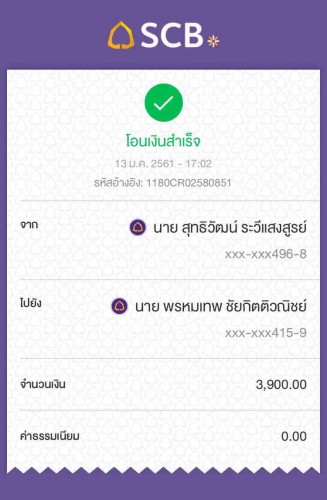 SCB
โอนเงินสำเร็จ
13 ม.ค. 2561 - 17:02
รหัสอ้างอิง: 1180CR02580851
จาก
นาย สุทธิวัฒน์ ระวีแสงสูรย์
xxx-xxx496-8
ไปยัง
นาย พรหมเทพ ชัยกิตติวณิชย์
xxx-xxx415-9
จำนวนเงิน 3,900.00
ค่าธรรมเนียม 0.00